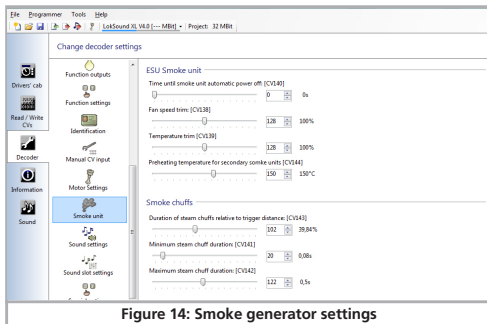 File Programmer Tools Help
LokSound XL V4.0 [--- MBit] Project: 32 MBit
Change decoder settings
Drivers' cab
Read / Write
CVs
Decoder
Information
Sound
Function outputs
Function settings
Identification
Manual CV input
Motor Settings
Smoke unit
Sound settings
Sound slot settings
ESU Smoke unit
Time until smoke unit automatic power off: [CV140]
0 0s
Fan speed trim: [CV138]
128 100%
Temperature trim: [CV139]
128 100%
Preheating temperature for secondary somke units [CV144]
150 150°C
Smoke chuffs
Duration of steam chuffs relative to trigger distance: [CV143]
102 39,84%
Minimum steam chuff duration: [CV141]
20 0,08s
Maximum steam chuff duration: [CV142]
122 0,5s
Figure 14: Smoke generator settings